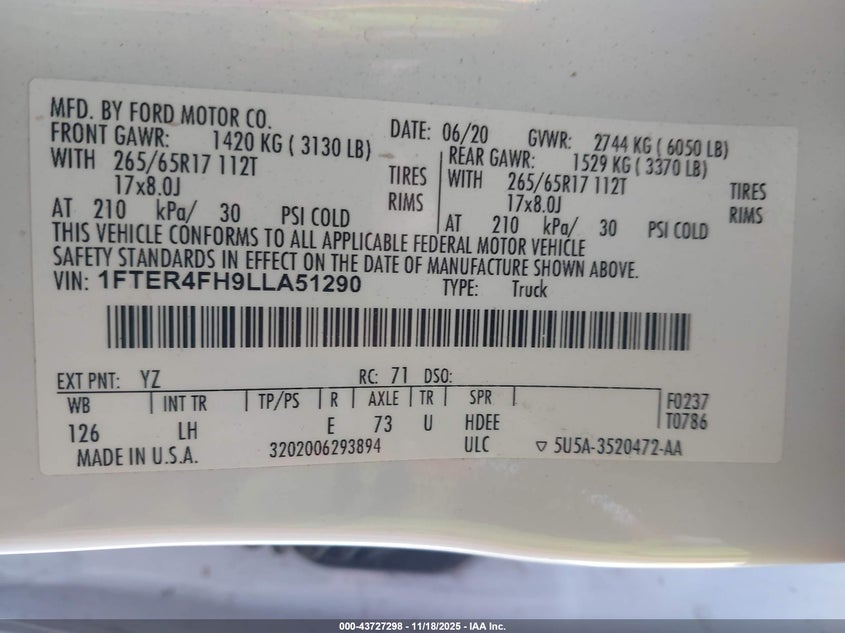 MFD. BY FORD MOTOR CO.
DATE: 06/20 GVWR: 2744 KG ( 6050 LB)
FRONT GAWR: 1420 KG ( 3130 LB) REAR GAWR: 1529 KG ( 3370 LB)
WITH 265/65R17 112T TIRES WITH 265/65R17 112T TIRES
17x8.0J RIMS 17x8.0J RIMS
AT 210 kPa/ 30 PSI COLD AT 210 kPa/ 30 PSI COLD
THIS VEHICLE CONFORMS TO ALL APPLICABLE FEDERAL MOTOR VEHICLE
SAFETY STANDARDS IN EFFECT ON THE DATE OF MANUFACTURE SHOWN ABOVE.
VIN: 1FTER4FH9LLA51290 TYPE: Truck
EXT PNT: YZ RC: 71 DSO:
WB INT TR TP/PS R AXLE TR SPR F0237
126 LH E 73 U HDEE T0786
MADE IN U.S.A. 3202006293894 ULC ▽ 5U5A-3520472-AA
000-43727298 - 11/18/2025 - IAA Inc.